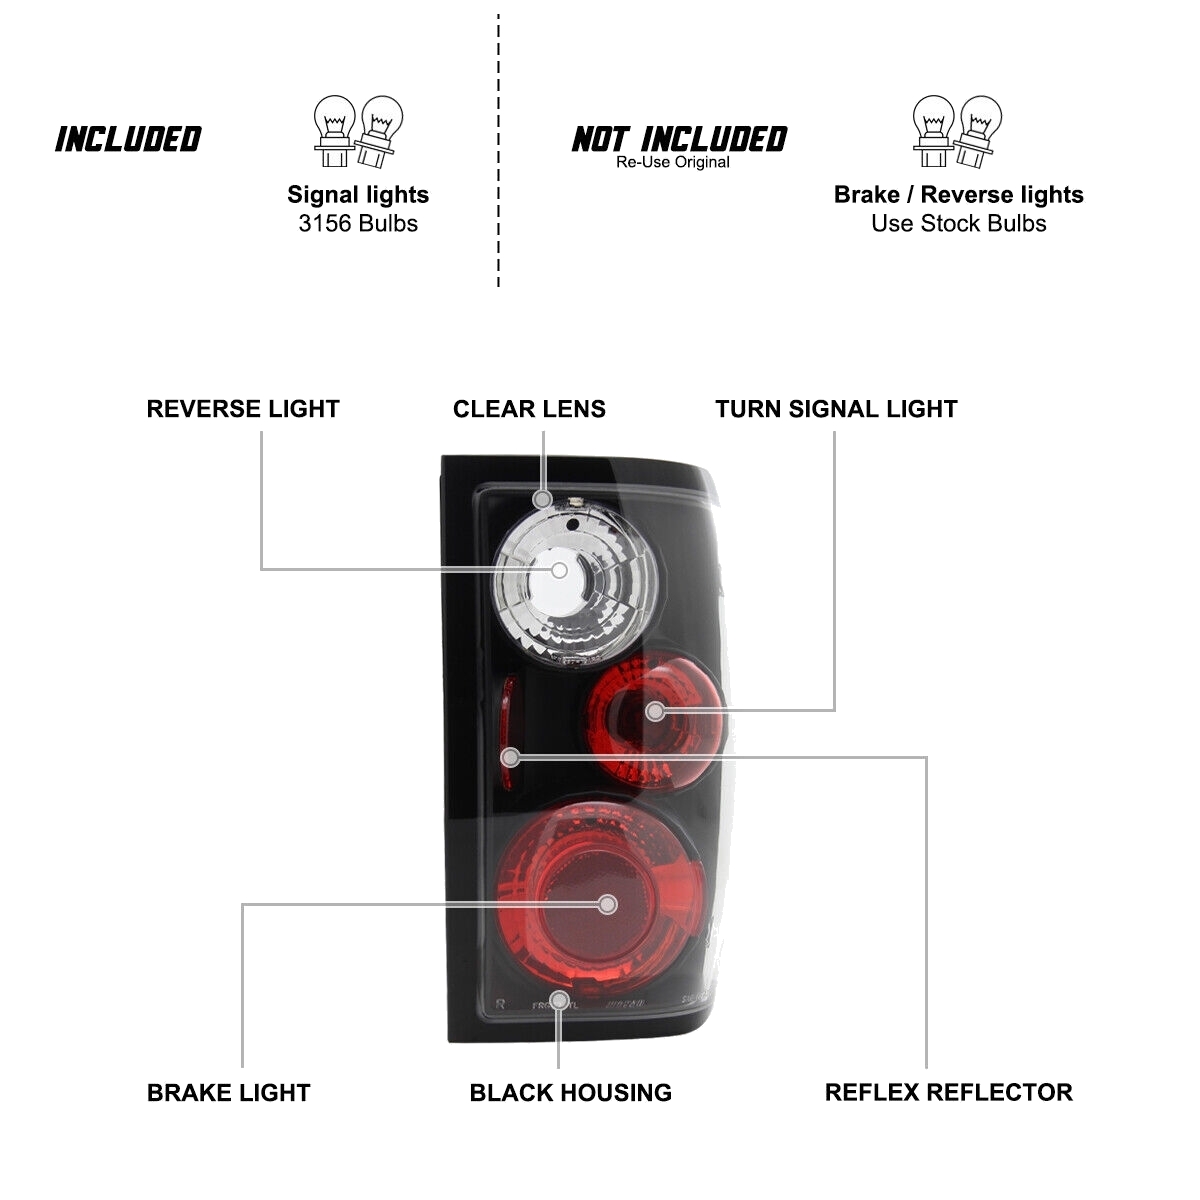 INCLUDED
Signal lights
3156 Bulbs
NOT INCLUDED
Re-Use Original
Brake / Reverse lights
Use Stock Bulbs
REVERSE LIGHT
CLEAR LENS
TURN SIGNAL LIGHT
R
BRAKE LIGHT
BLACK HOUSING
REFLEX REFLECTOR